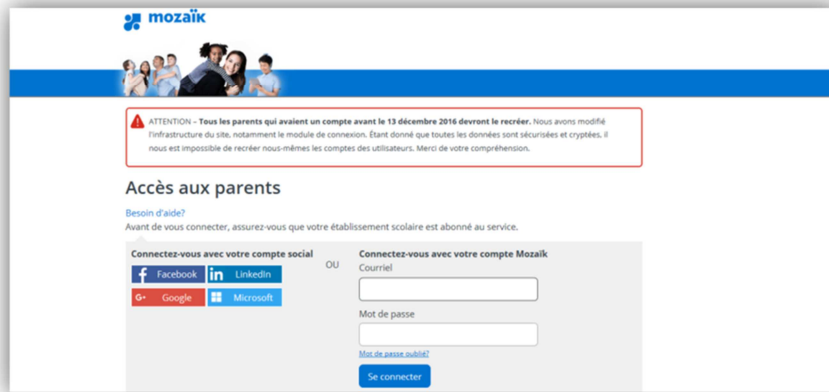 mozaïk
ATTENTION – Tous les parents qui avaient un compte avant le 13 décembre 2016 devront le recréer. Nous avons modifié
l'infrastructure du site, notamment le module de connexion. Étant donné que toutes les données sont sécurisées et cryptées, il
nous est impossible de recréer nous-mêmes les comptes des utilisateurs. Merci de votre compréhension.
Accès aux parents
Besoin d'aide?
Avant de vous connecter, assurez-vous que votre établissement scolaire est abonné au service.
Connectez-vous avec votre compte social
Facebook
in LinkedIn
G+ Google
Microsoft
OU
Connectez-vous avec votre compte Mozaïk
Courriel
Mot de passe
Mot de passe oublié?
Se connecter